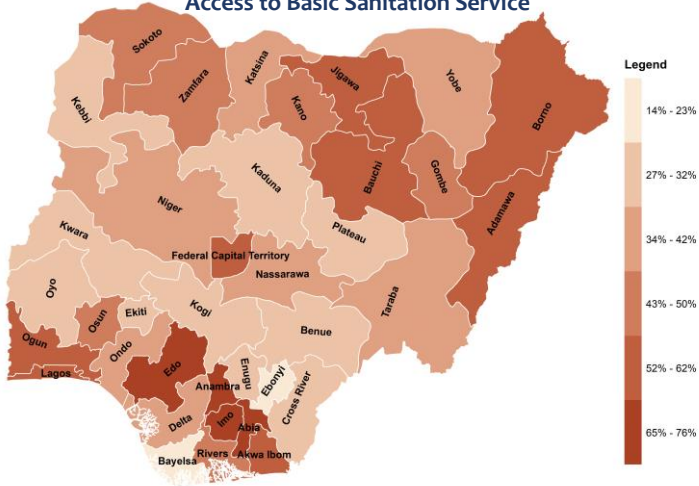 Access to Basic Sanitation Service
Sokoto
Katsina
Jigawa
Yobe
Zamfara
Kebbi
Kano
Borno
Bauchi
Gombe
Kaduna
Adamawa
Niger
Plateau
Kwara
Federal Capital Territory
Nassarawa
Taraba
Oyo
Kogi
Ekiti
Osun
Benue
Ogun
Ondo
Edo
Enugu
Ebonyi
Lagos
Anambra
Cross River
Delta
Imo
Abia
Bayelsa
Rivers
Akwa Ibom
Legend
14% - 23%
27% - 32%
34% - 42%
43% - 50%
52% - 62%
65% - 76%